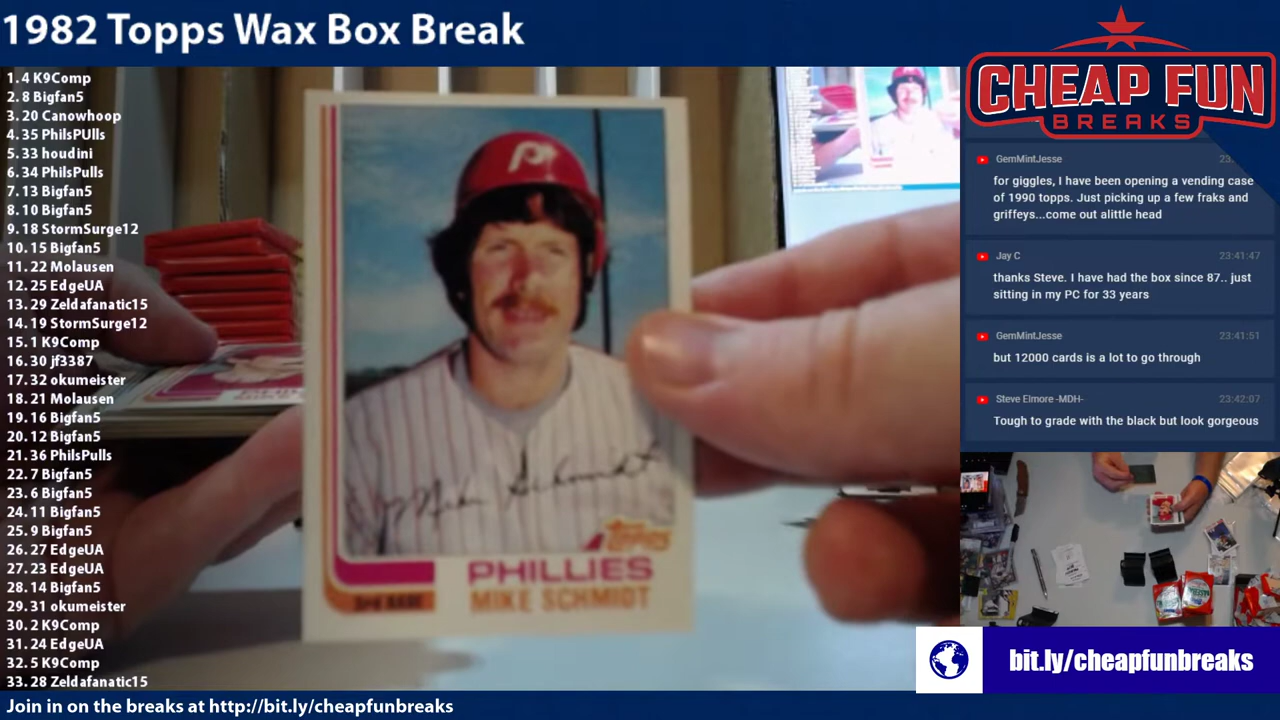 1982 Topps Wax Box Break
1. 4 K9Comp
2. 8 Bigfan5
3. 20 Canowhoop
4. 35 PhilsPUlls
5. 33 houdini
6. 34 PhilsPulls
7. 13 Bigfan5
8. 10 Bigfan5
9. 18 StormSurge12
10. 15 Bigfan5
11. 22 Molausen
12. 25 EdgeUA
13. 29 Zeldafanatic15
14. 19 StormSurge12
15. 1 K9Comp
16. 30 jf3387
17. 32 okumeister
18. 21 Molausen
19. 16 Bigfan5
20. 12 Bigfan5
21. 36 PhilsPulls
22. 7 Bigfan5
23. 6 Bigfan5
24. 11 Bigfan5
25. 9 Bigfan5
26. 27 EdgeUA
27. 23 EdgeUA
28. 14 Bigfan5
29. 31 okumeister
30. 2 K9Comp
31. 24 EdgeUA
32. 5 K9Comp
33. 28 Zeldafanatic15
P
Mike Schmidt
Topps
PHILLIES
3rd BASE
MIKE SCHMIDT
CHEAP FUN
BREAKS
GemMintJesse
for giggles, I have been opening a vending case
of 1990 topps. Just picking up a few fraks and
griffeys...come out alittle head
Jay C 23:41:47
thanks Steve. I have had the box since 87.. just
sitting in my PC for 33 years
GemMintJesse 23:41:51
but 12000 cards is a lot to go through
Steve Elmore -MDH- 23:42:07
Tough to grade with the black but look gorgeous
bit.ly/cheapfunbreaks
Join in on the breaks at http://bit.ly/cheapfunbreaks